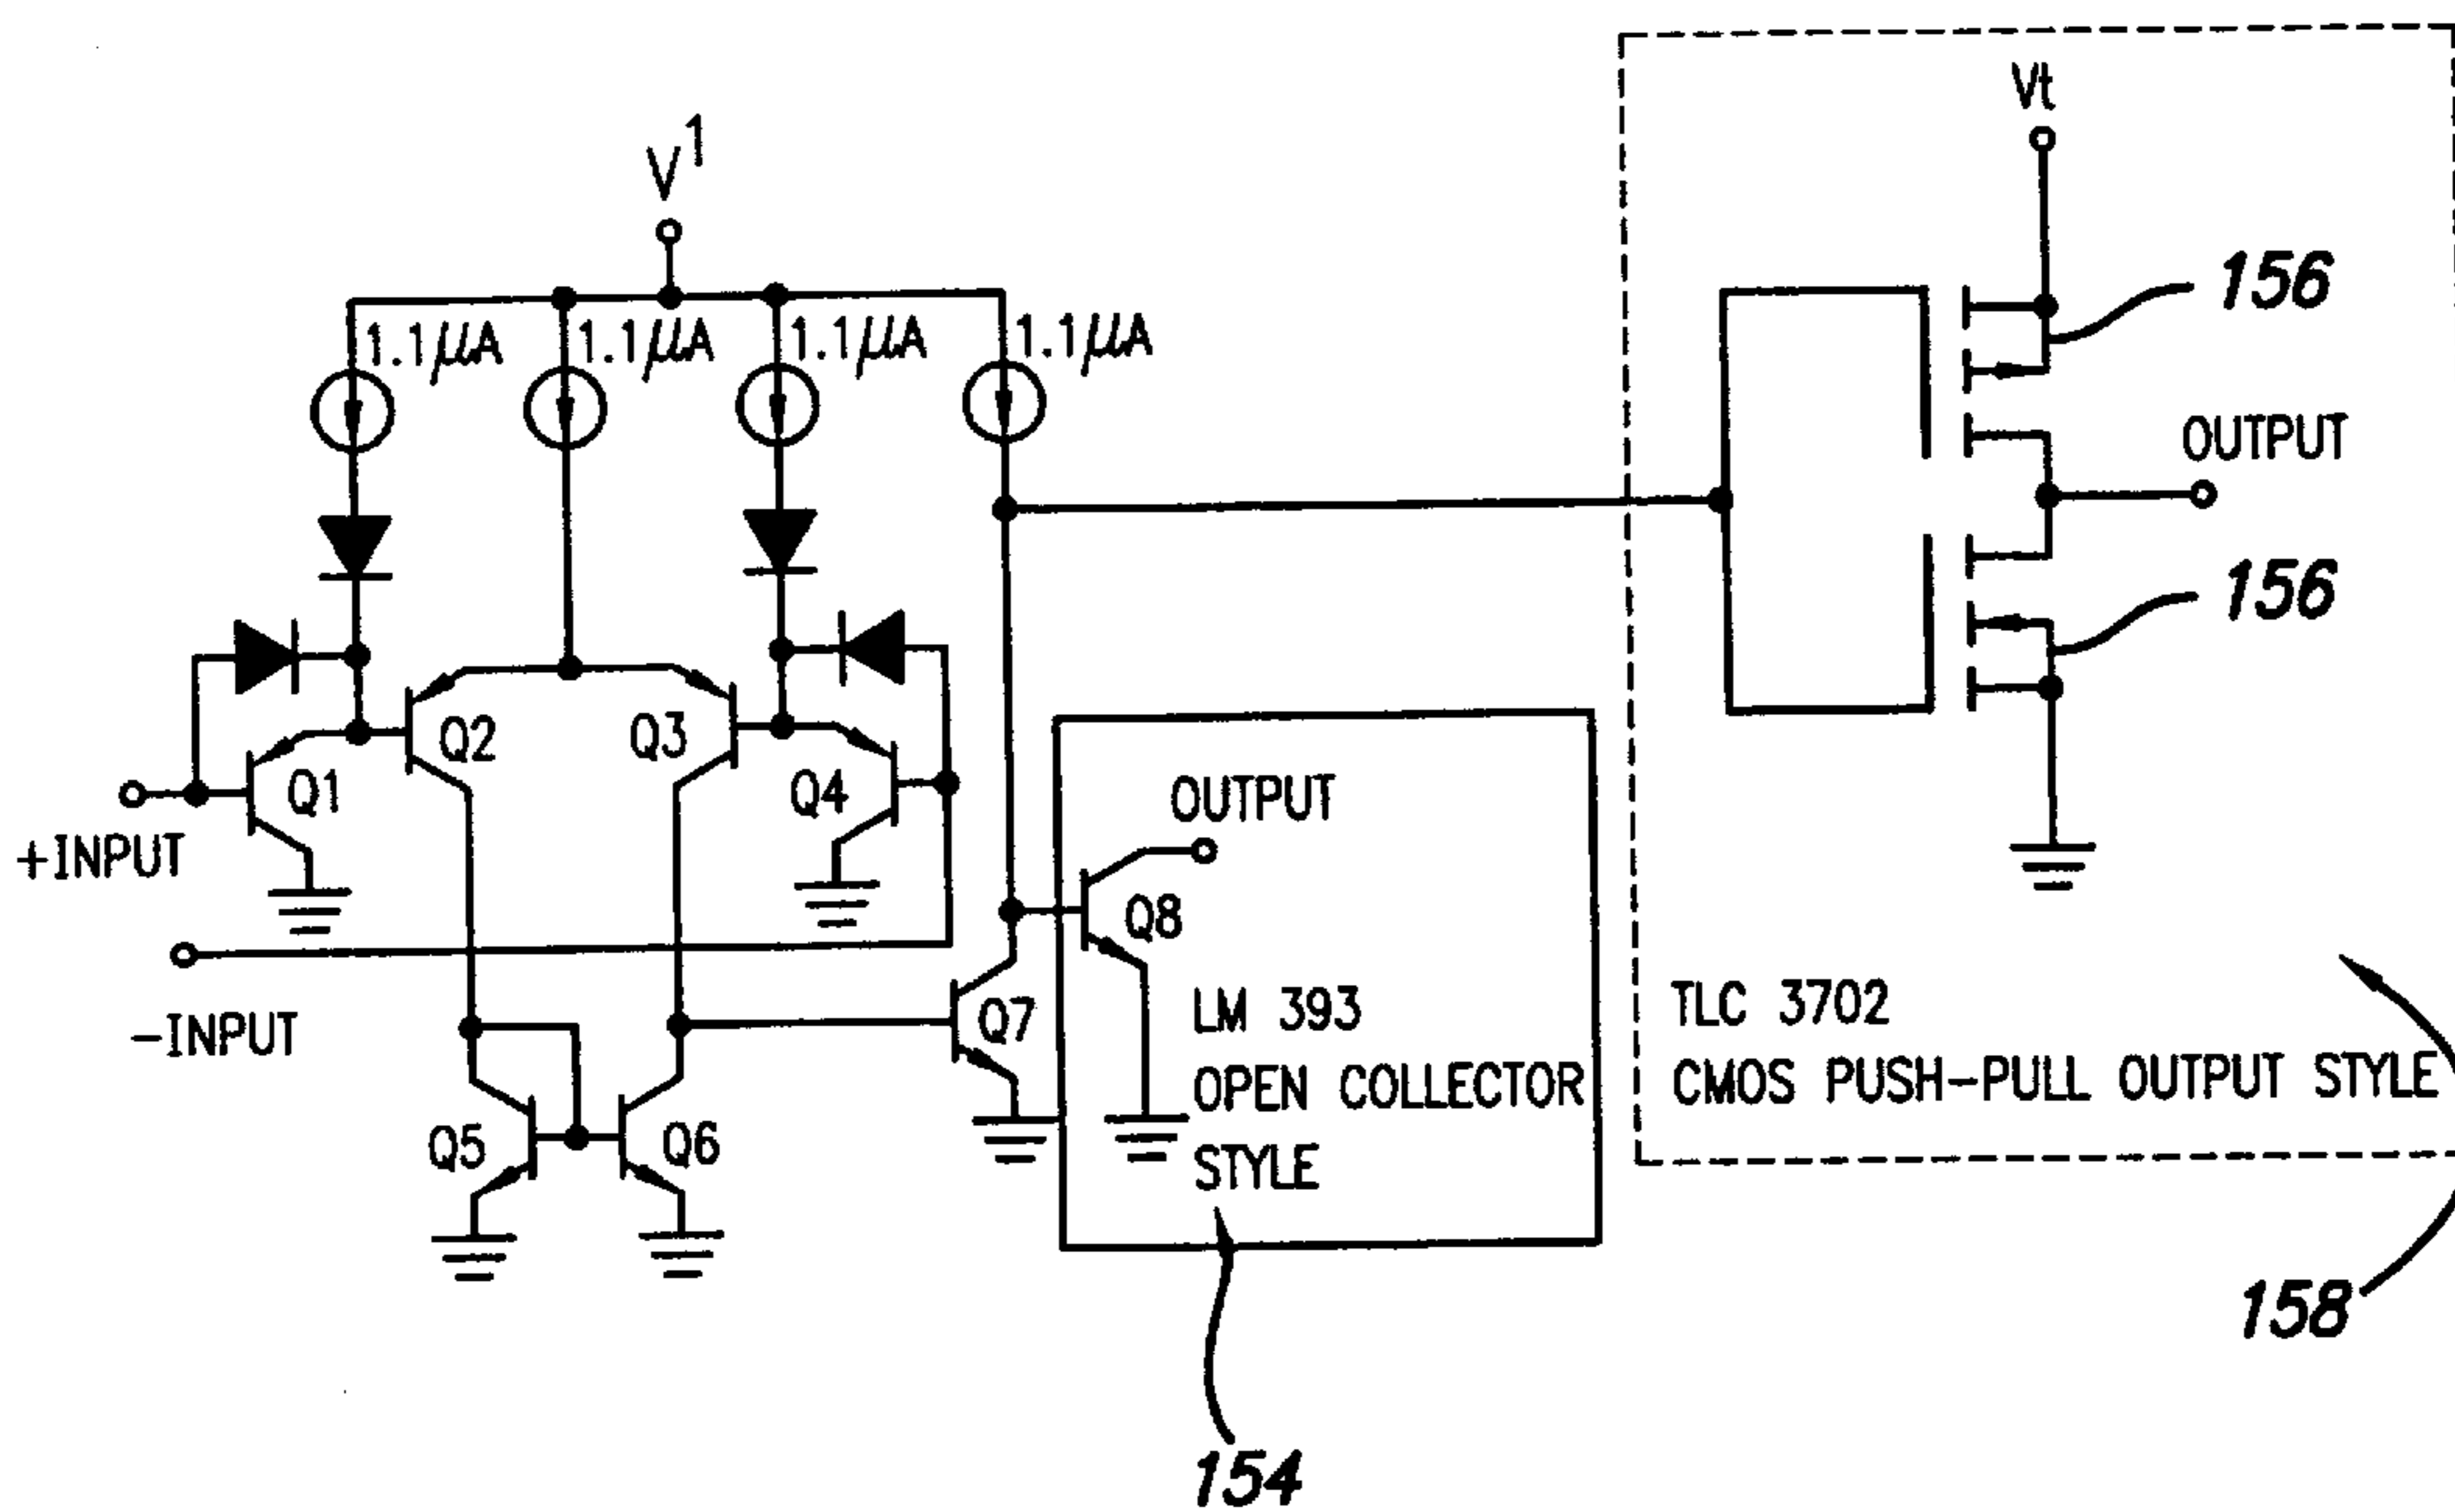 V1
Vt
1.1μA 1.1μA 1.1μA 1.1μA
156
OUTPUT
156
Q2
Q3
Q1
Q4
OUTPUT
+INPUT
Q8
-INPUT
Q7
LM 393
OPEN COLLECTOR
STYLE
TLC 3702
CMOS PUSH-PULL OUTPUT STYLE
Q5
Q6
158
154